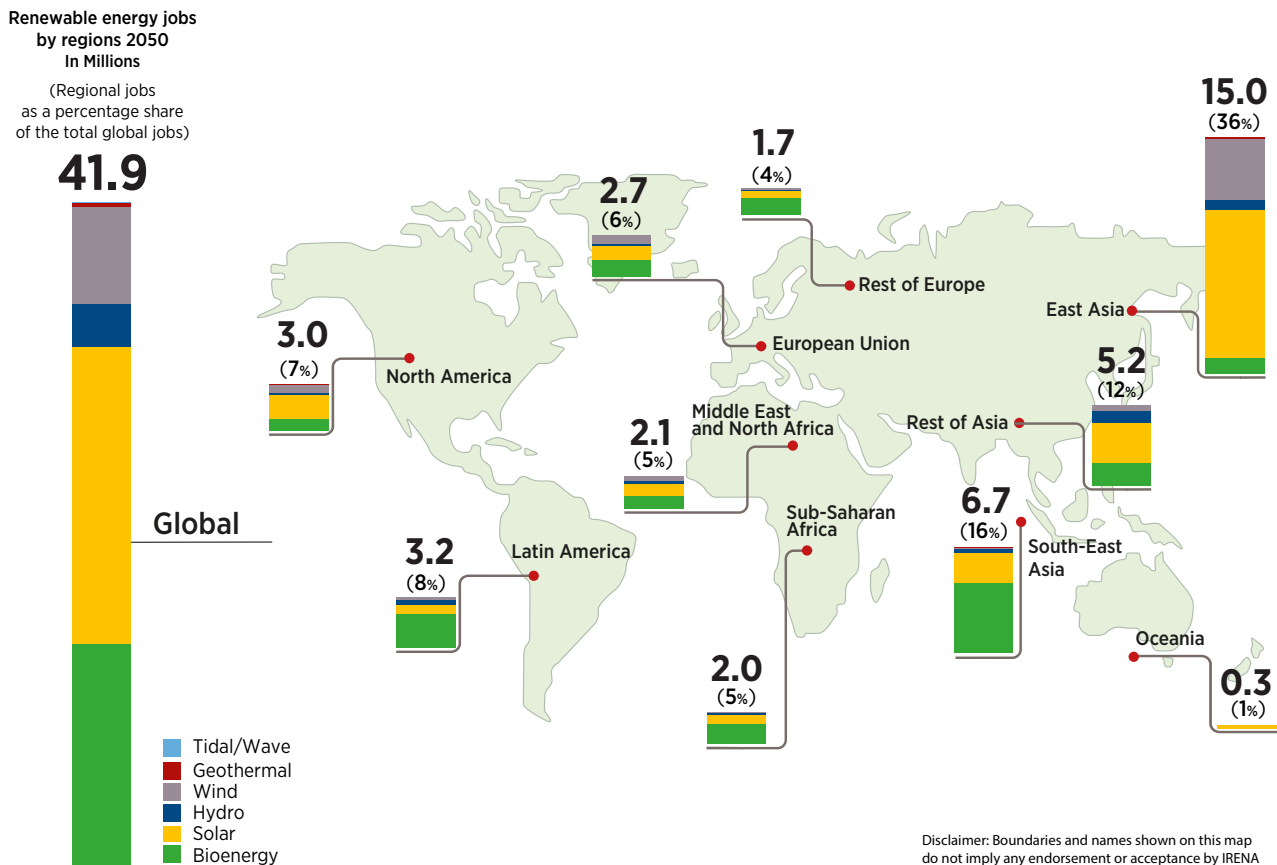 Renewable energy jobs
by regions 2050
In Millions
(Regional jobs
as a percentage share
of the total global jobs)
41.9
Global
Tidal/Wave
Geothermal
Wind
Hydro
Solar
Bioenergy
3.0
(7%)
North America
2.7
(6%)
European Union
1.7
(4%)
Rest of Europe
15.0
(36%)
East Asia
5.2
(12%)
Rest of Asia
2.1
(5%)
Middle East
and North Africa
3.2
(8%)
Latin America
2.0
(5%)
Sub-Saharan
Africa
6.7
(16%)
South-East
Asia
Oceania
0.3
(1%)
Disclaimer: Boundaries and names shown on this map
do not imply any endorsement or acceptance by IRENA